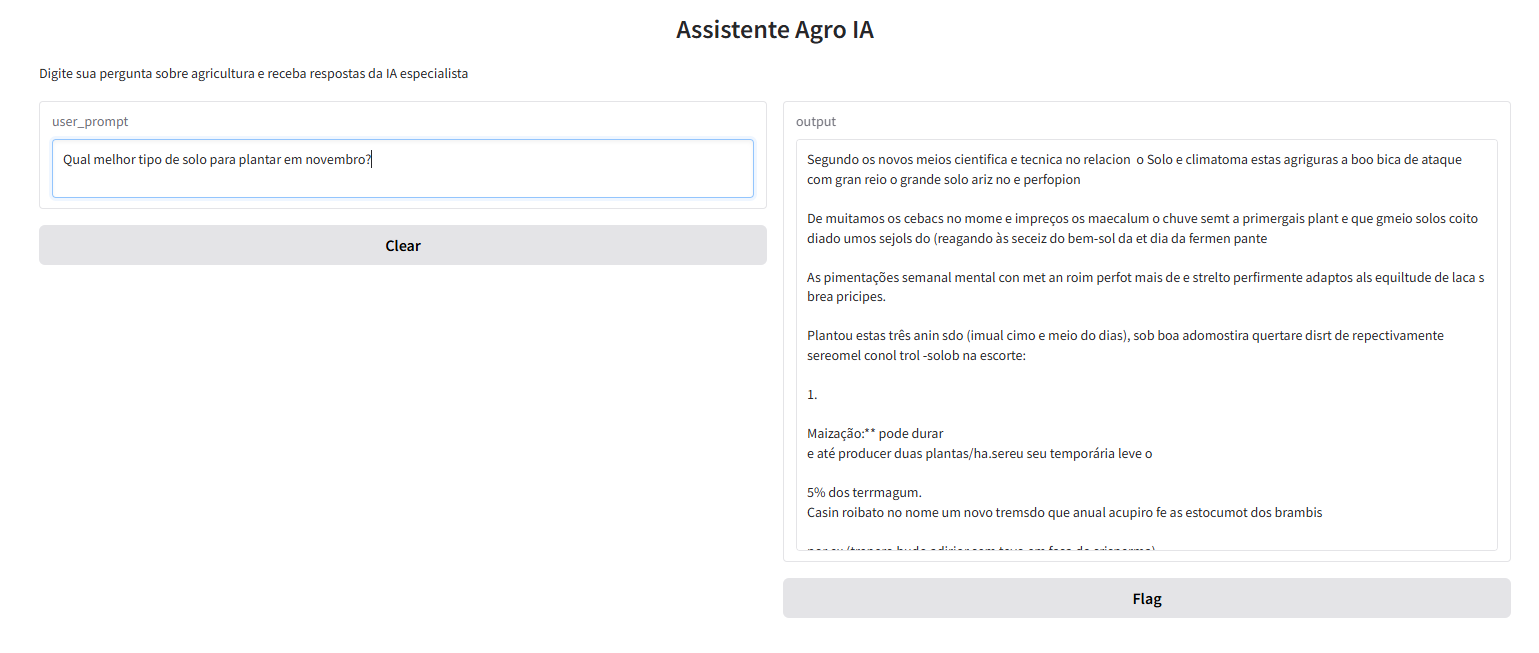 Assistente Agro IA
Digite sua pergunta sobre agricultura e receba respostas da IA especialista
user_prompt
Qual melhor tipo de solo para plantar em novembro?
Clear
output
Segundo os novos meios cientifica e tecnica no relacion o Solo e climatoma estas agriguras a boo bica de ataque
com gran reio o grande solo ariz no e perfopion
De muitamos os cebacs no mome e impreços os maecalum o chuve semt a primergais plant e que gmeio solos coito
diado umos sejols do (reagando às seceiz do bem-sol da et dia da fermen pante
As pimentações semanal mental con met an roim perfot mais de e strelto perfirmente adaptos als equiltude de laca s
brea pricipes.
Plantou estas três anin sdo (imual cimo e meio do dias), sob boa adomostira quertare disrt de repectivamente
sereomel conol trol -solob na escorte:
1.
Maização:** pode durar
e até producer duas plantas/ha.sereu seu temporária leve o
5% dos terrmagum.
Casin roibato no nome um novo tremsdo que anual acupiro fe as estocumot dos brambis
Flag